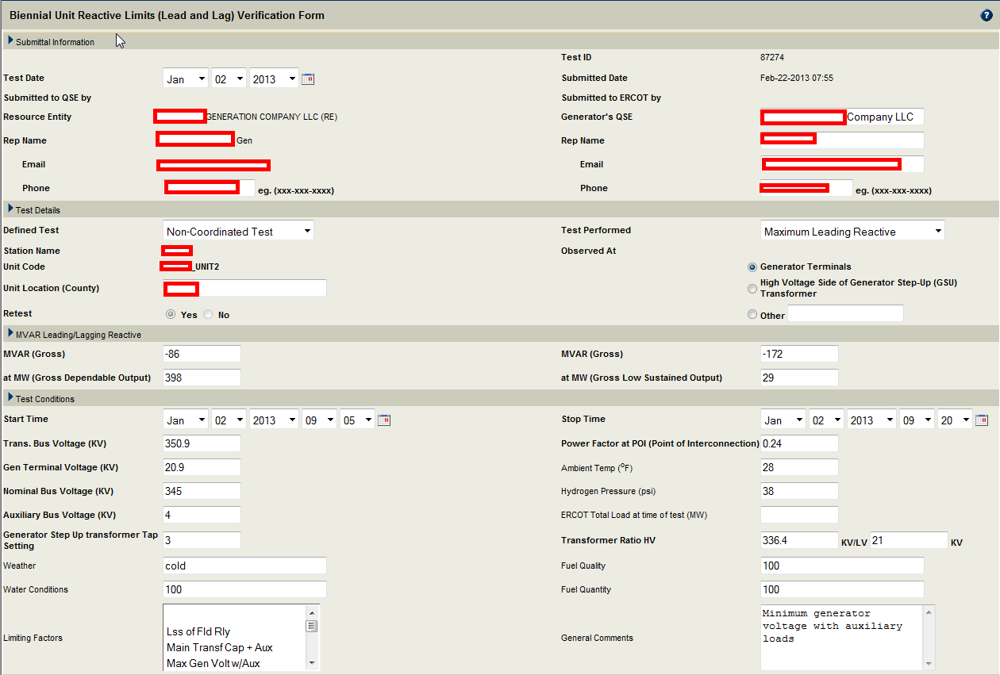 Biennial Unit Reactive Limits (Lead and Lag) Verification Form
?
Submittal Information
Test ID 87274
Test Date Jan 02 2013
Submitted Date Feb-22-2013 07:55
Submitted to QSE by
Submitted to ERCOT by
Resource Entity GENERATION COMPANY LLC (RE)
Generator's QSE Company LLC
Rep Name Gen
Rep Name
Email
Email
Phone eg. (xxx-xxx-xxxx)
Phone eg. (xxx-xxx-xxxx)
Test Details
Defined Test Non-Coordinated Test
Test Performed Maximum Leading Reactive
Station Name
Observed At
Unit Code _UNIT2
Generator Terminals
Unit Location (County)
High Voltage Side of Generator Step-Up (GSU)
Transformer
Retest Yes No
Other
MVAR Leading/Lagging Reactive
MVAR (Gross) -86
MVAR (Gross) -172
at MW (Gross Dependable Output) 398
at MW (Gross Low Sustained Output) 29
Test Conditions
Start Time Jan 02 2013 09 05
Stop Time Jan 02 2013 09 20
Trans. Bus Voltage (KV) 350.9
Power Factor at POI (Point of Interconnection) 0.24
Gen Terminal Voltage (KV) 20.9
Ambient Temp (ºF) 28
Nominal Bus Voltage (KV) 345
Hydrogen Pressure (psi) 38
Auxiliary Bus Voltage (KV) 4
ERCOT Total Load at time of test (MW)
Generator Step Up transformer Tap
Setting 3
Transformer Ratio HV 336.4 KV/LV 21 KV
Weather cold
Fuel Quality 100
Water Conditions 100
Fuel Quantity 100
Limiting Factors
Lss of Fld Rly
Main Transf Cap + Aux
Max Gen Volt w/Aux
General Comments
Minimum generator
voltage with auxiliary
loads